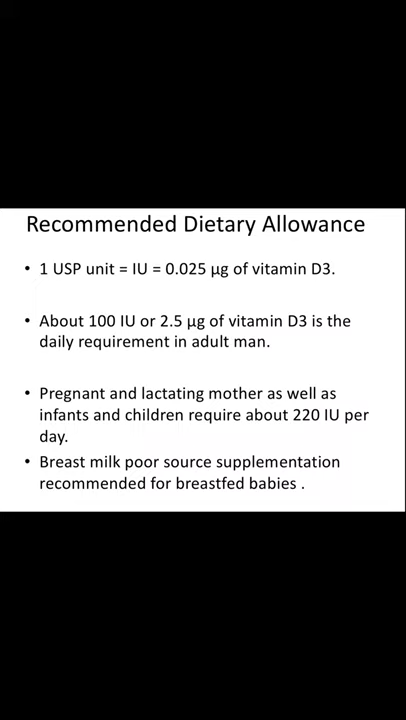 Recommended Dietary Allowance
• 1 USP unit = IU = 0.025 µg of vitamin D3.
• About 100 IU or 2.5 µg of vitamin D3 is the
daily requirement in adult man.
• Pregnant and lactating mother as well as
infants and children require about 220 IU per
day.
• Breast milk poor source supplementation
recommended for breastfed babies .